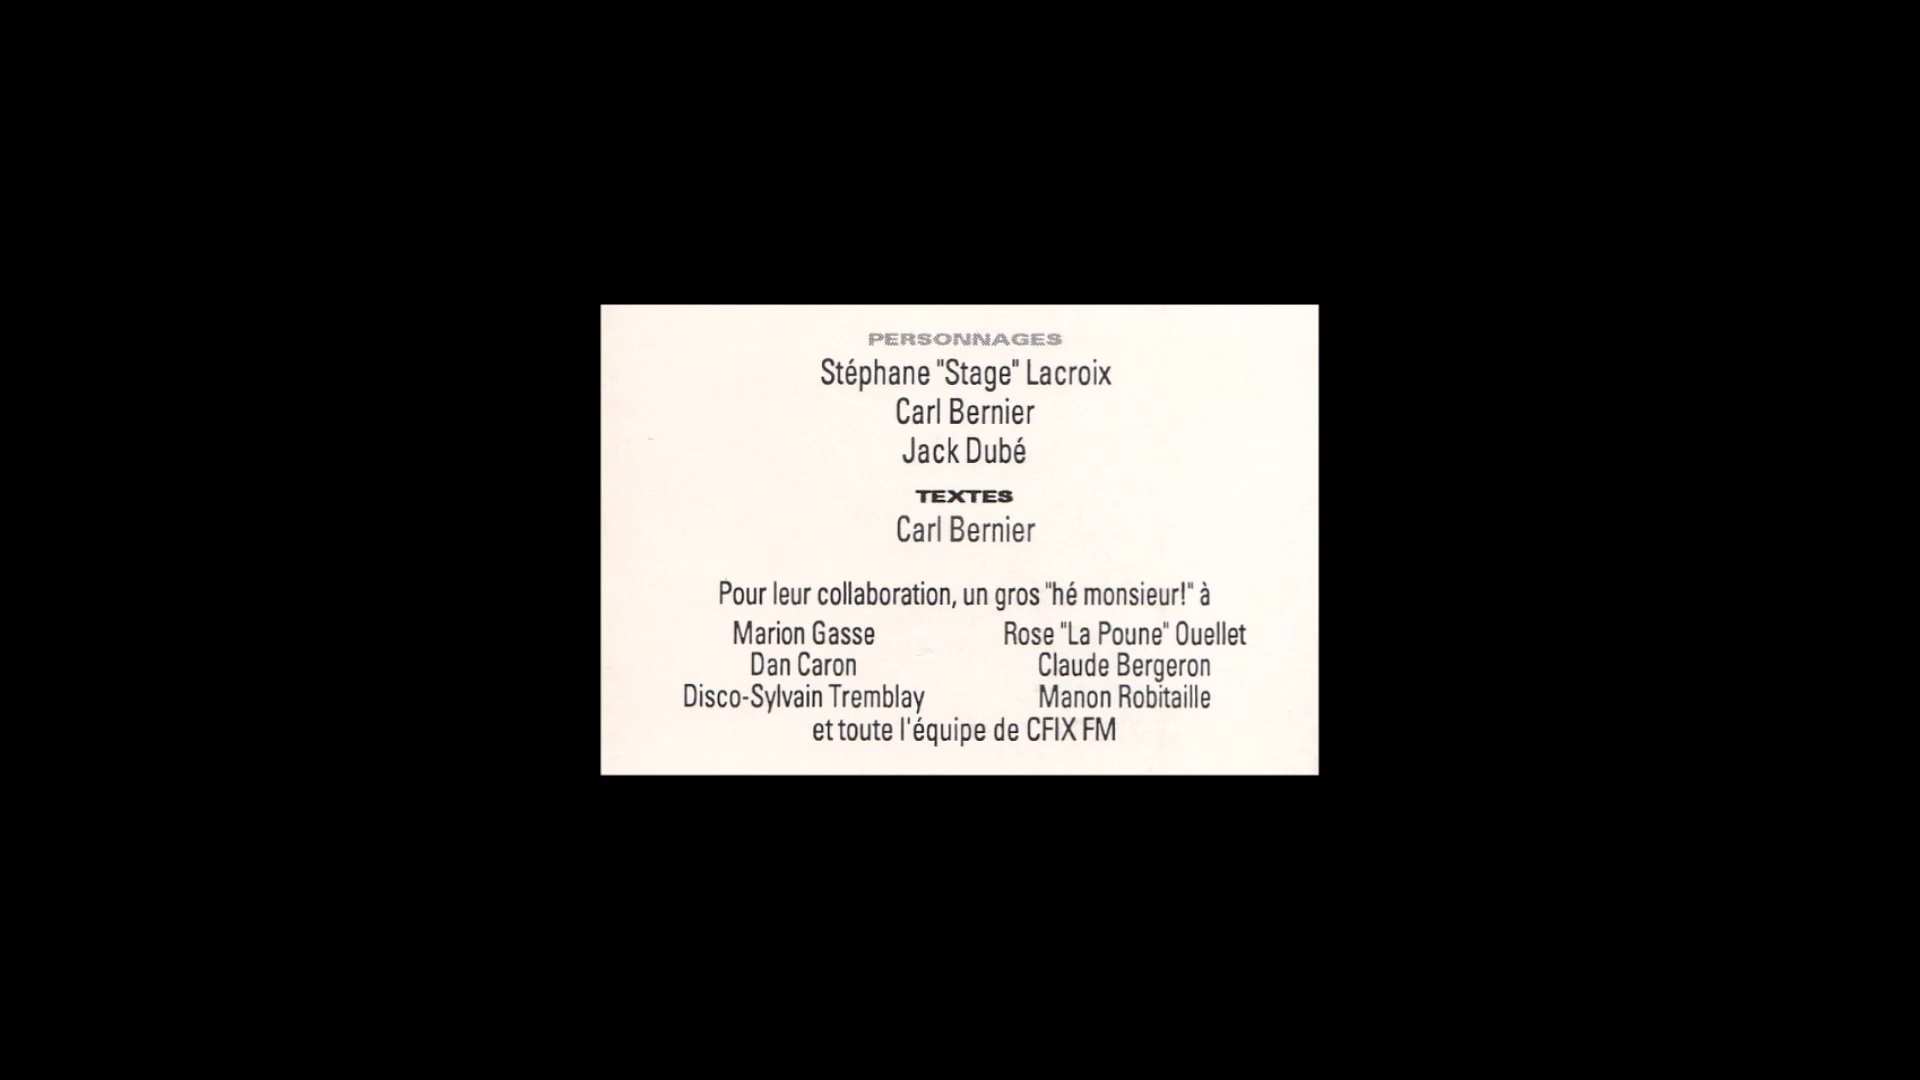 PERSONNAGES
Stéphane "Stage" Lacroix
Carl Bernier
Jack Dubé
TEXTES
Carl Bernier
Pour leur collaboration, un gros "hé monsieur!" à
Marion Gasse Rose "La Poune" Ouellet
Dan Caron Claude Bergeron
Disco-Sylvain Tremblay Manon Robitaille
et toute l'équipe de CFIX FM